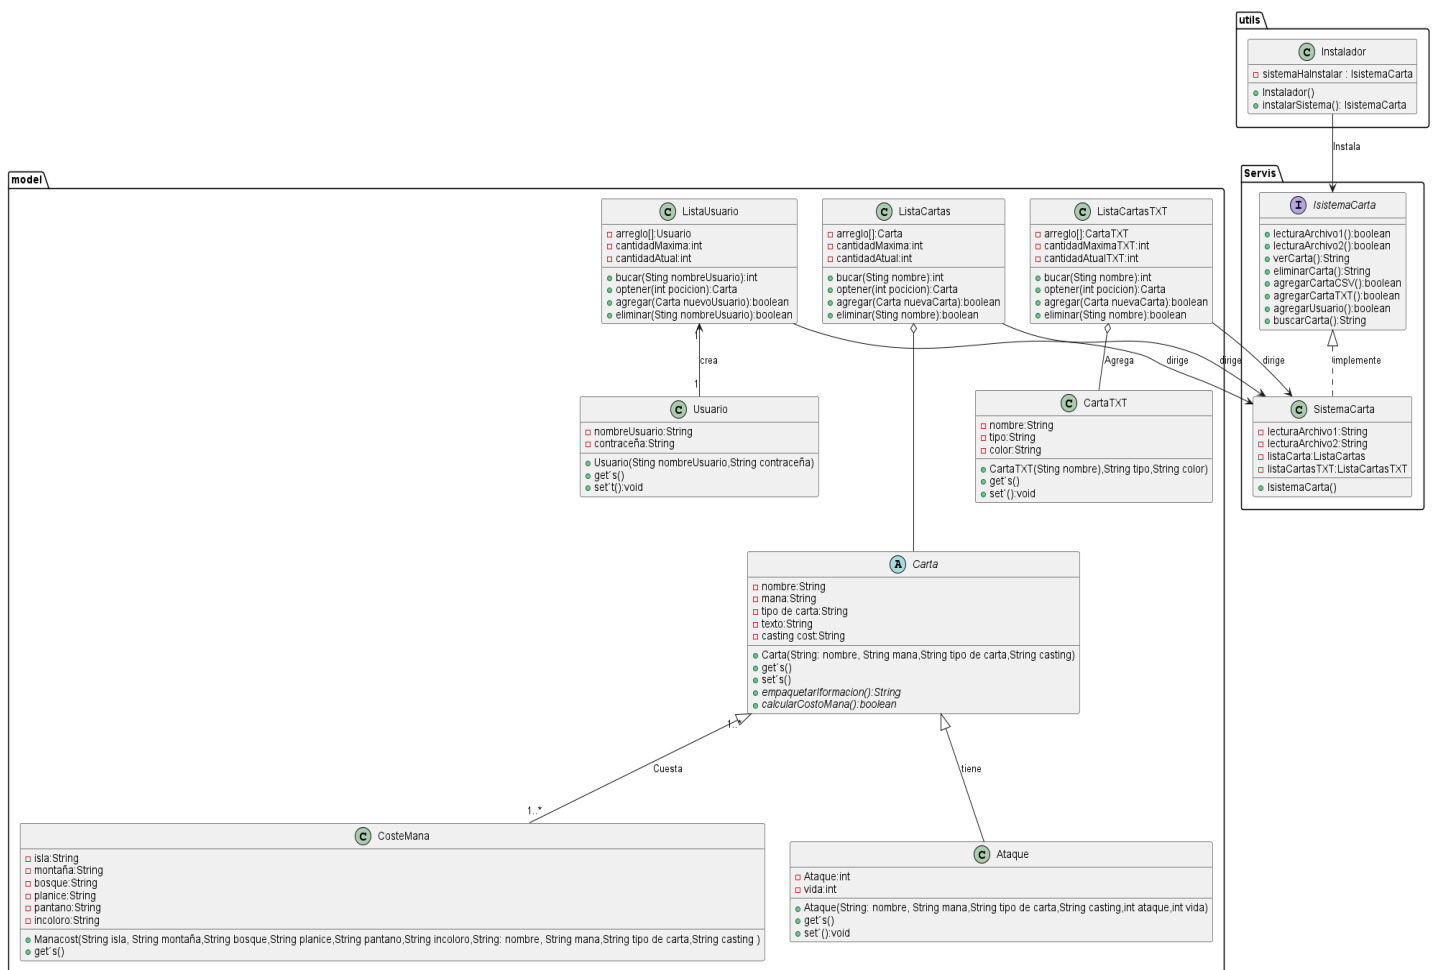 utils
C Instalador
sistemaHaInstalar : IsistemaCarta
Instalador()
instalarSistema(): IsistemaCarta
Instala
model
Servis
C ListaUsuario
arreglo[]:Usuario
cantidadMaxima:int
cantidadAtual:int
bucar(Sting nombreUsuario):int
optener(int pocicion):Carta
agregar(Carta nuevoUsuario):boolean
eliminar(Sting nombreUsuario):boolean
C ListaCartas
arreglo[]:Carta
cantidadMaxima:int
cantidadAtual:int
bucar(Sting nombre):int
optener(int pocicion):Carta
agregar(Carta nuevaCarta):boolean
eliminar(Sting nombre):boolean
C ListaCartasTXT
arreglo[]:CartaTXT
cantidadMaximaTXT:int
cantidadAtualTXT:int
bucar(Sting nombre):int
optener(int pocicion):Carta
agregar(Carta nuevaCarta):boolean
eliminar(Sting nombre):boolean
I IsistemaCarta
lecturaArchivo1():boolean
lecturaArchivo2():boolean
verCarta():String
eliminarCarta():String
agregarCartaCSV():boolean
agregarCartaTXT():boolean
agregarUsuario():boolean
buscarCarta():String
1
crea
1
Agrega
dirige
dirige
dirige
implemente
C Usuario
nombreUsuario:String
contraceña:String
Usuario(Sting nombreUsuario,String contraceña)
get´s()
set´t():void
C CartaTXT
nombre:String
tipo:String
color:String
CartaTXT(Sting nombre),String tipo,String color)
get´s()
set´():void
C SistemaCarta
lecturaArchivo1:String
lecturaArchivo2:String
listaCarta:ListaCartas
listaCartasTXT:ListaCartasTXT
IsistemaCarta()
A Carta
nombre:String
mana:String
tipo de carta:String
texto:String
casting cost:String
Carta(String: nombre, String mana,String tipo de carta,String casting)
get´s()
set´s()
empaquetarIformacion():String
calcularCostoMana():boolean
1..*
Cuesta
1..*
tiene
C CosteMana
isla:String
montaña:String
bosque:String
planice:String
pantano:String
incoloro:String
Manacost(String isla, String montaña,String bosque,String planice,String pantano,String incoloro,String: nombre, String mana,String tipo de carta,String casting )
get´s()
C Ataque
Ataque:int
vida:int
Ataque(String: nombre, String mana,String tipo de carta,String casting,int ataque,int vida)
get´s()
set´():void